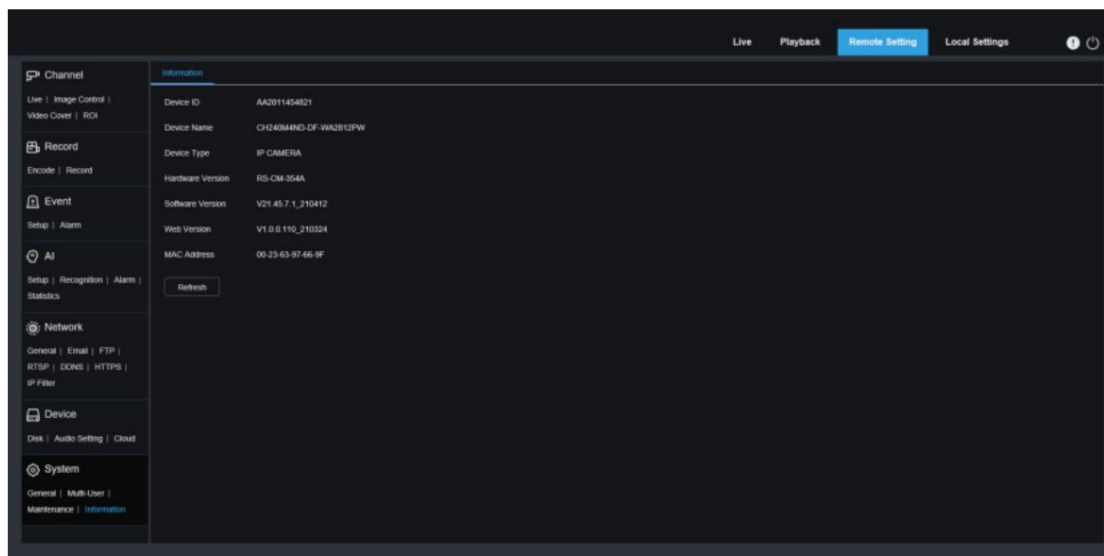 Live Playback Remote Setting Local Settings
Channel
Live | Image Control |
Video Cover | ROI
Record
Encode | Record
Event
Setup | Alarm
AI
Setup | Recognition | Alarm |
Statistics
Network
General | Email | FTP |
RTSP | DDNS | HTTPS |
IP Filter
Device
Disk | Audio Setting | Cloud
System
General | Multi-User |
Maintenance | Information
Information
Device ID AA2011454821
Device Name CH240M4ND-DF-WA2812PW
Device Type IP CAMERA
Hardware Version RS-CM-354A
Software Version V21.45.7.1_210412
Web Version V1.0.0.110_210324
MAC Address 00-23-63-97-66-9F
Refresh